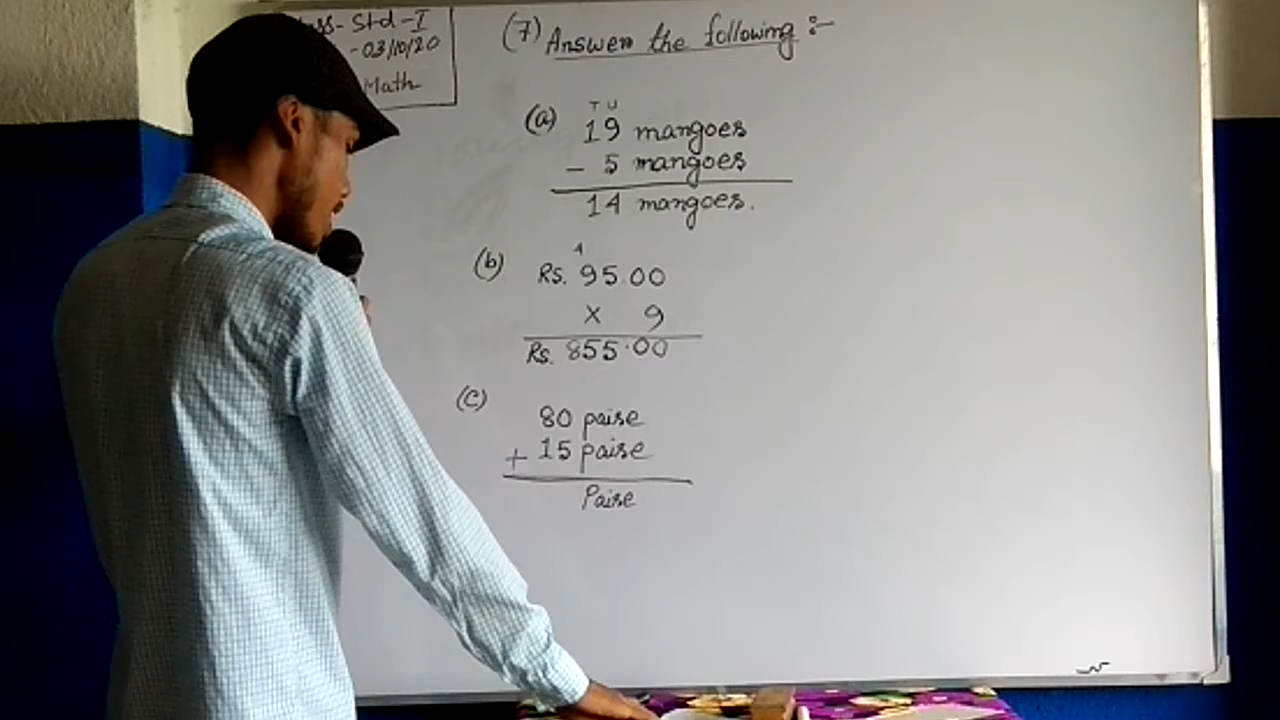 Std-I
-03/10/20
Math
(7) Answer the following :-
(a) T U
19 mangoes
- 5 mangoes
14 mangoes.
(b) 4
Rs. 95.00
x 9
Rs. 855.00
(c)
80 paise
+ 15 paise
Paise